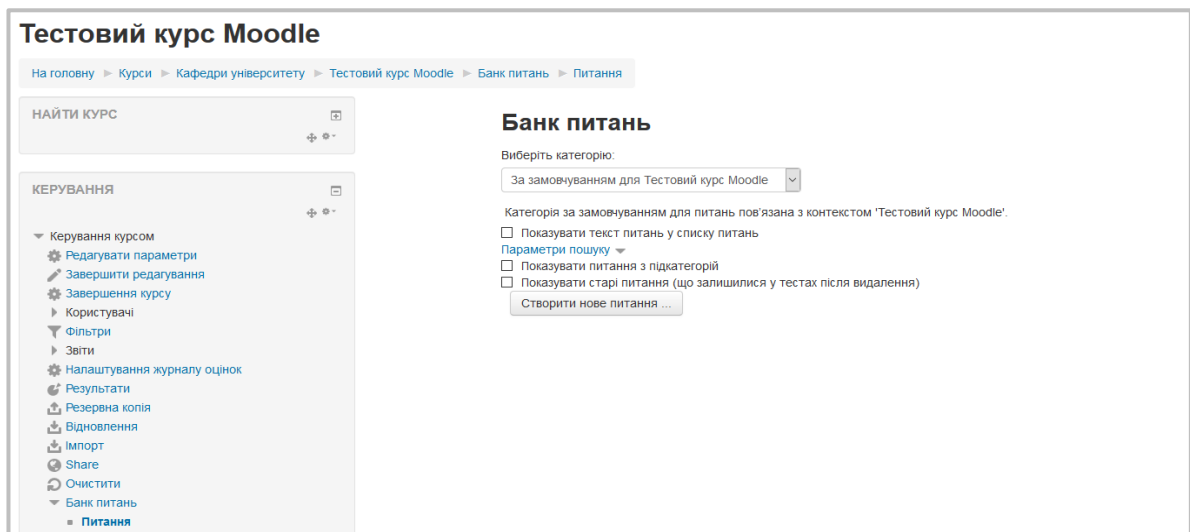 Тестовий курс Moodle
На головну ► Курси ► Кафедри університету ► Тестовий курс Moodle ► Банк питань ► Питання
НАЙТИ КУРС
КЕРУВАННЯ
Керування курсом
Редагувати параметри
Завершити редагування
Завершення курсу
Користувачі
Фільтри
Звіти
Налаштування журналу оцінок
Результати
Резервна копія
Відновлення
Імпорт
Share
Очистити
Банк питань
Питання
Банк питань
Виберіть категорію:
За замовчуванням для Тестовий курс Moodle
Категорія за замовчуванням для питань пов'язана з контекстом 'Тестовий курс Moodle'.
Показувати текст питань у списку питань
Параметри пошуку
Показувати питання з підкатегорій
Показувати старі питання (що залишилися у тестах після видалення)
Створити нове питання ...